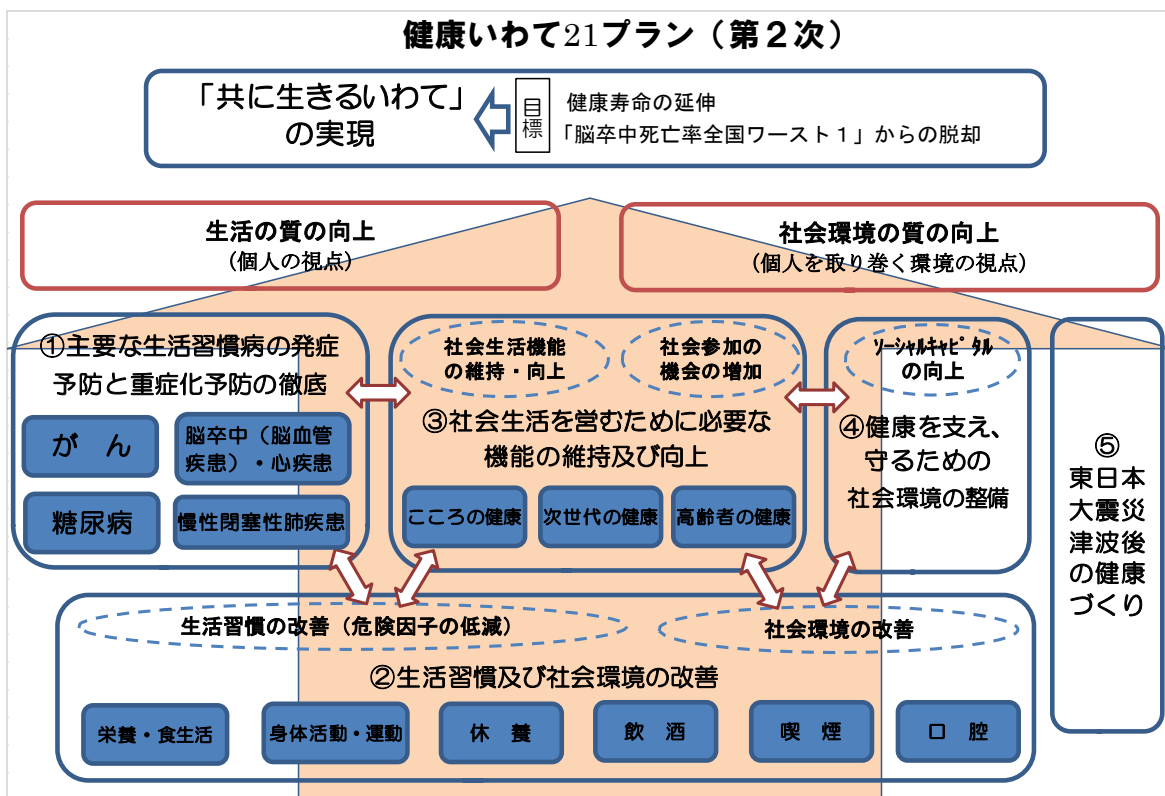 健康いわて21プラン（第２次）
「共に生きるいわて」
の実現
目標
健康寿命の延伸
「脳卒中死亡率全国ワースト１」からの脱却
生活の質の向上
（個人の視点）
社会環境の質の向上
（個人を取り巻く環境の視点）
①主要な生活習慣病の発症
予防と重症化予防の徹底
がん
脳卒中（脳血管
疾患）・心疾患
糖尿病
慢性閉塞性肺疾患
社会生活機能
の維持・向上
社会参加の
機会の増加
③社会生活を営むために必要な
機能の維持及び向上
こころの健康
次世代の健康
高齢者の健康
ｿｰｼｬﾙｷｬﾋﾟﾀﾙ
の向上
④健康を支え、
守るための
社会環境の整備
⑤
東日本
大震災
津波後
の健康
づくり
生活習慣の改善（危険因子の低減）
社会環境の改善
②生活習慣及び社会環境の改善
栄養・食生活
身体活動・運動
休　養
飲　酒
喫　煙
口　腔